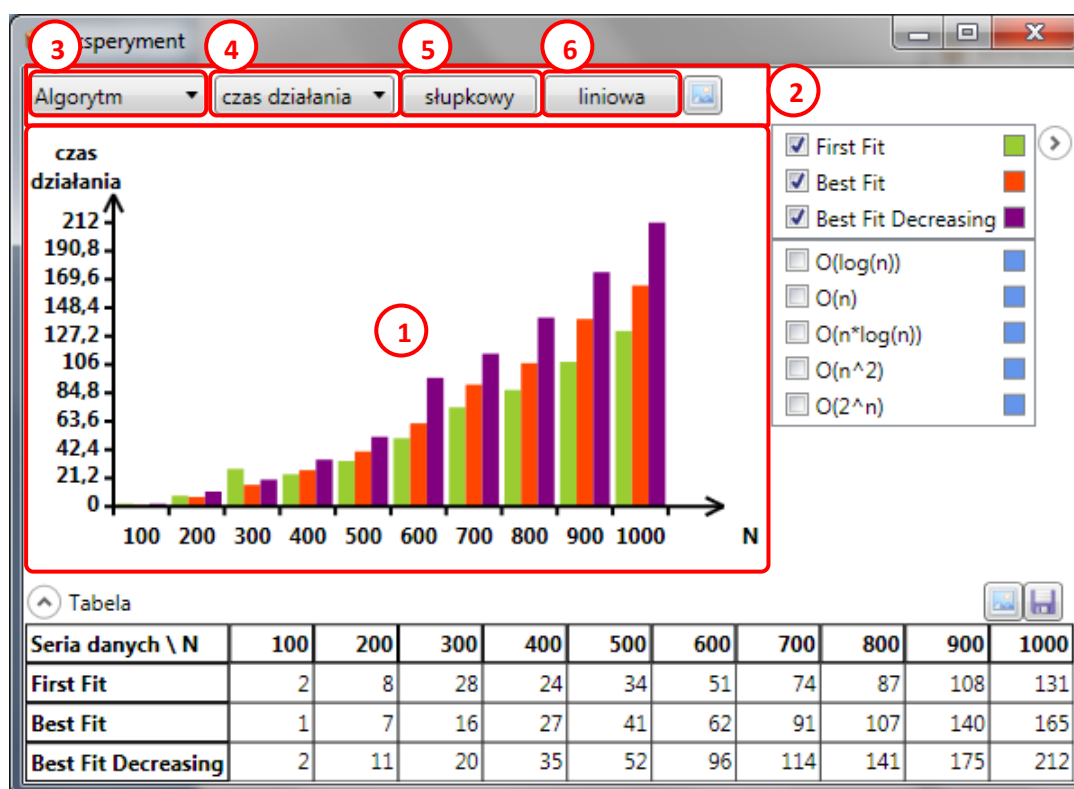 ksperyment
3 4 5 6
Algorytm czas działania słupkowy liniowa 2
czas
działania
212
190,8
169,6
148,4
127,2
106
84,8
63,6
42,4
21,2
0
1
100 200 300 400 500 600 700 800 900 1000 N
First Fit
Best Fit
Best Fit Decreasing
O(log(n))
O(n)
O(n*log(n))
O(n^2)
O(2^n)
Tabela
Seria danych \ N 100 200 300 400 500 600 700 800 900 1000
First Fit 2 8 28 24 34 51 74 87 108 131
Best Fit 1 7 16 27 41 62 91 107 140 165
Best Fit Decreasing 2 11 20 35 52 96 114 141 175 212